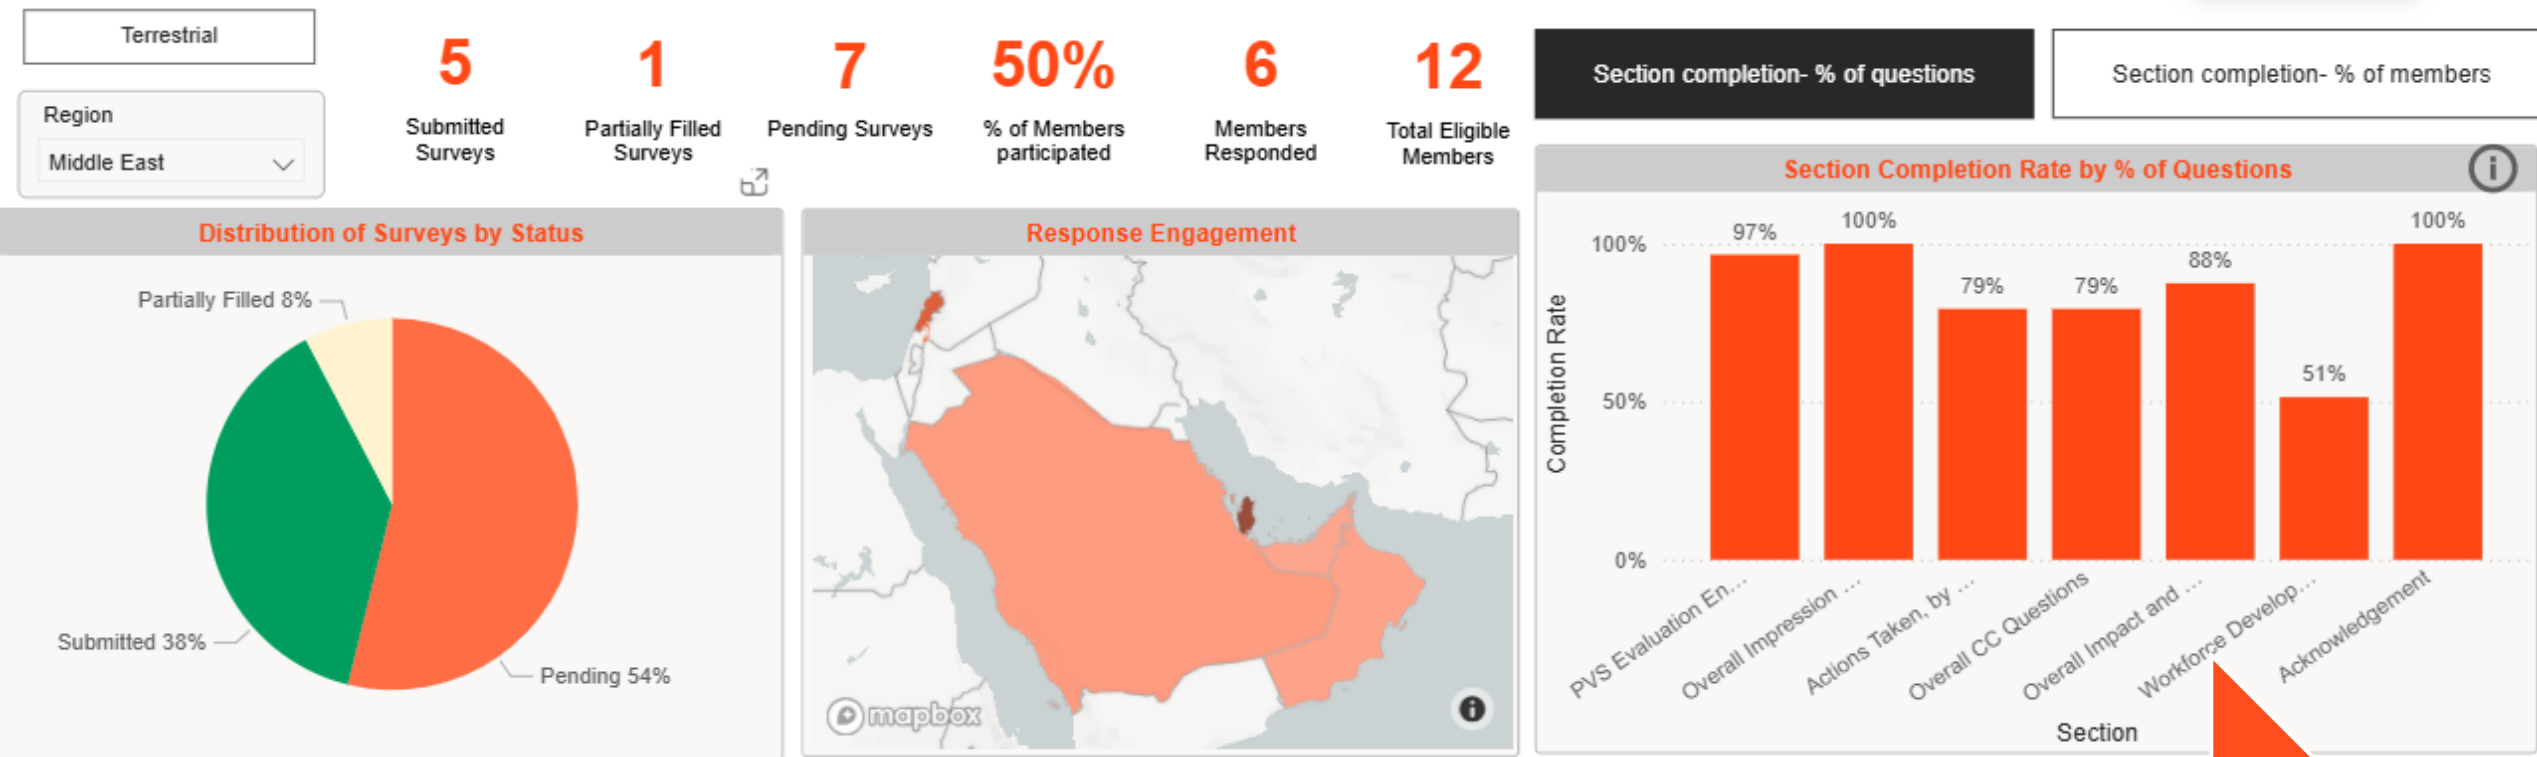 Terrestrial
Region
Middle East
5
Submitted
Surveys
1
Partially Filled
Surveys
7
Pending Surveys
50%
% of Members
participated
6
Members
Responded
12
Total Eligible
Members
Section completion- % of questions
Section completion- % of members
Distribution of Surveys by Status
Partially Filled 8%
Submitted 38%
Pending 54%
Response Engagement
mapbox
i
Section Completion Rate by % of Questions
i
Completion Rate
100%
50%
0%
97%
100%
79%
79%
88%
51%
100%
PVS Evaluation En...
Overall Impression ...
Actions Taken, by ...
Overall CC Questions
Overall Impact and ...
Workforce Develop...
Acknowledgement
Section